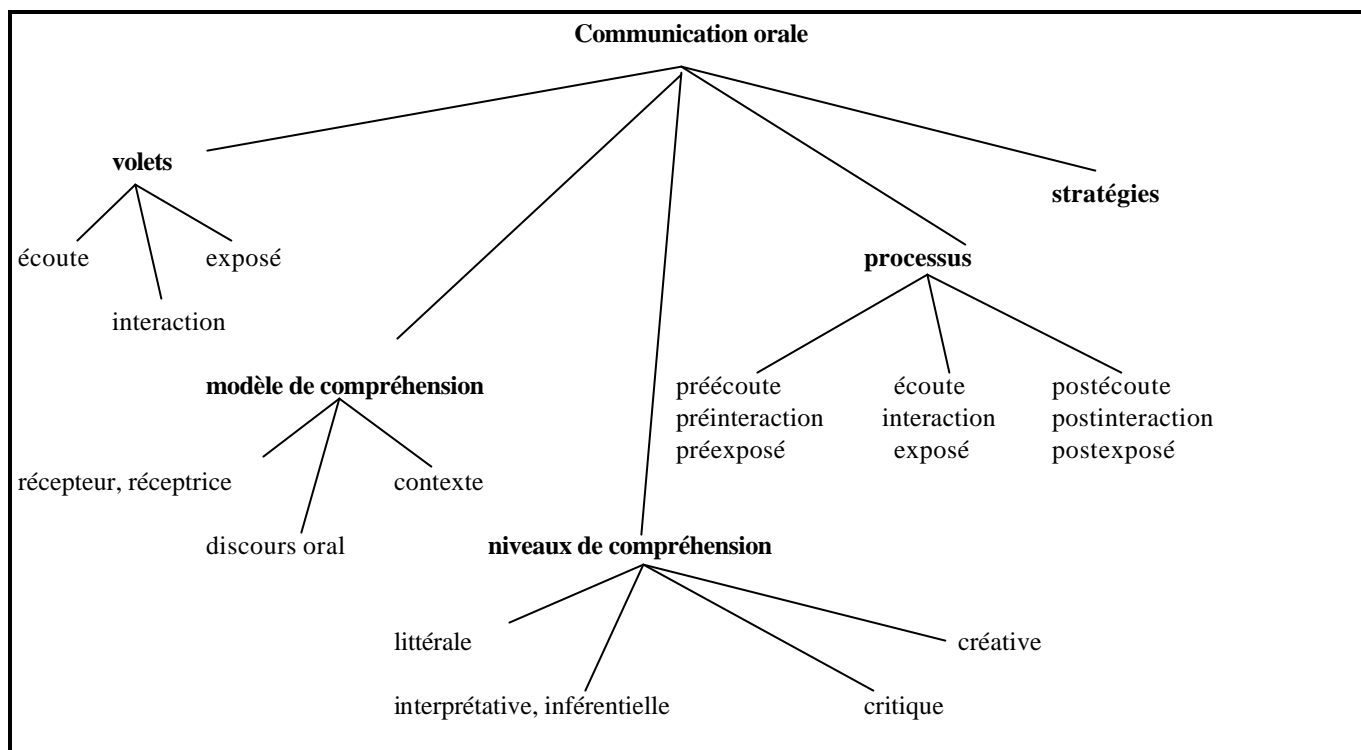 Communication orale
volets
stratégies
écoute
exposé
processus
interaction
modèle de compréhension
préécoute
écoute
postécoute
préinteraction
interaction
postinteraction
préexposé
exposé
postexposé
récepteur, réceptrice
contexte
discours oral
niveaux de compréhension
littérale
créative
interprétative, inférentielle
critique